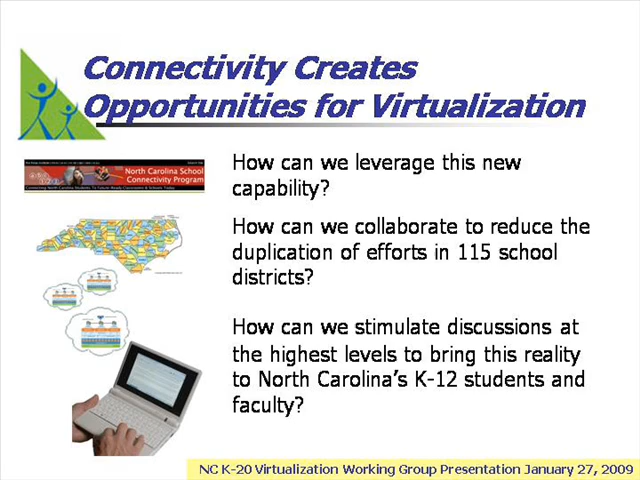 Connectivity Creates
Opportunities for Virtualization
North Carolina School
Connectivity Program
How can we leverage this new
capability?
How can we collaborate to reduce the
duplication of efforts in 115 school
districts?
How can we stimulate discussions at
the highest levels to bring this reality
to North Carolina’s K-12 students and
faculty?
NC K-20 Virtualization Working Group Presentation January 27, 2009